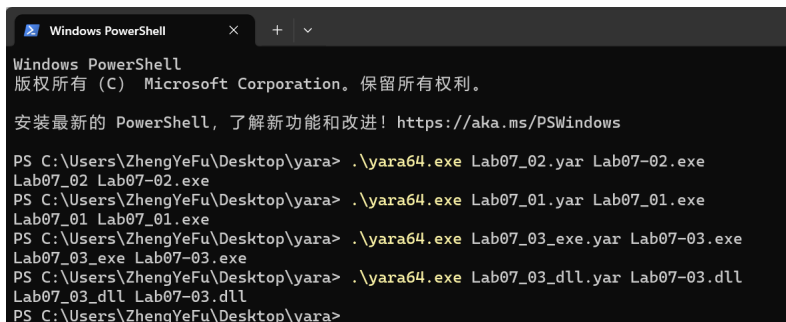 Windows PowerShell
Windows PowerShell
版权所有（C） Microsoft Corporation。保留所有权利。
安装最新的 PowerShell，了解新功能和改进！https://aka.ms/PSWindows
PS C:\Users\ZhengYeFu\Desktop\yara> .\yara64.exe Lab07_02.yar Lab07-02.exe
Lab07_02 Lab07-02.exe
PS C:\Users\ZhengYeFu\Desktop\yara> .\yara64.exe Lab07_01.yar Lab07_01.exe
Lab07_01 Lab07_01.exe
PS C:\Users\ZhengYeFu\Desktop\yara> .\yara64.exe Lab07_03_exe.yar Lab07-03.exe
Lab07_03_exe Lab07-03.exe
PS C:\Users\ZhengYeFu\Desktop\yara> .\yara64.exe Lab07_03_dll.yar Lab07-03.dll
Lab07_03_dll Lab07-03.dll
PS C:\Users\ZhengYeFu\Desktop\yara>